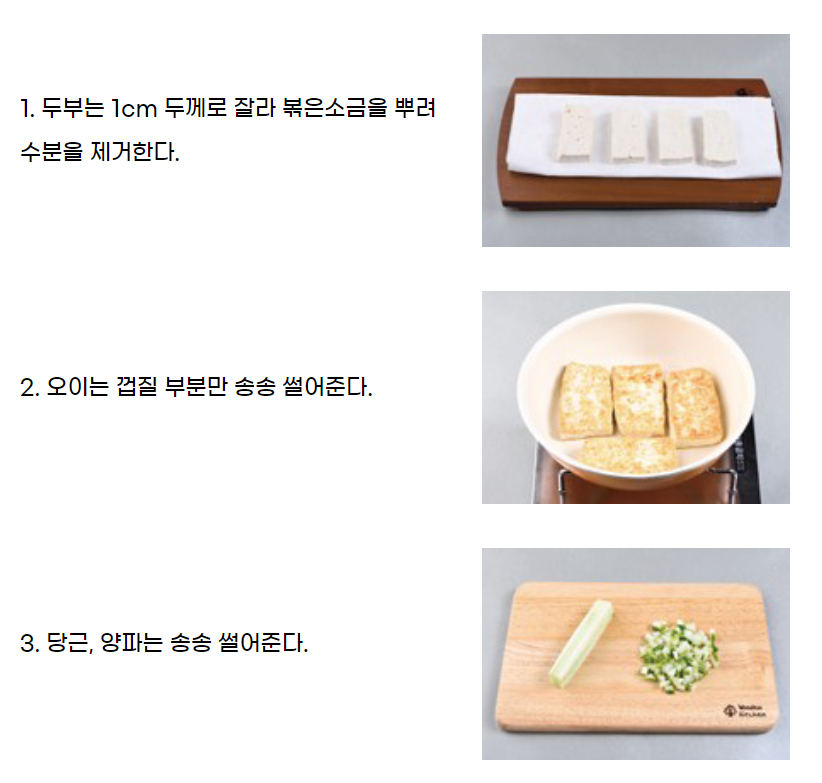 1. 두부는 1cm 두께로 잘라 볶은소금을 뿌려
수분을 제거한다.
2. 오이는 껍질 부분만 송송 썰어준다.
3. 당근, 양파는 송송 썰어준다.